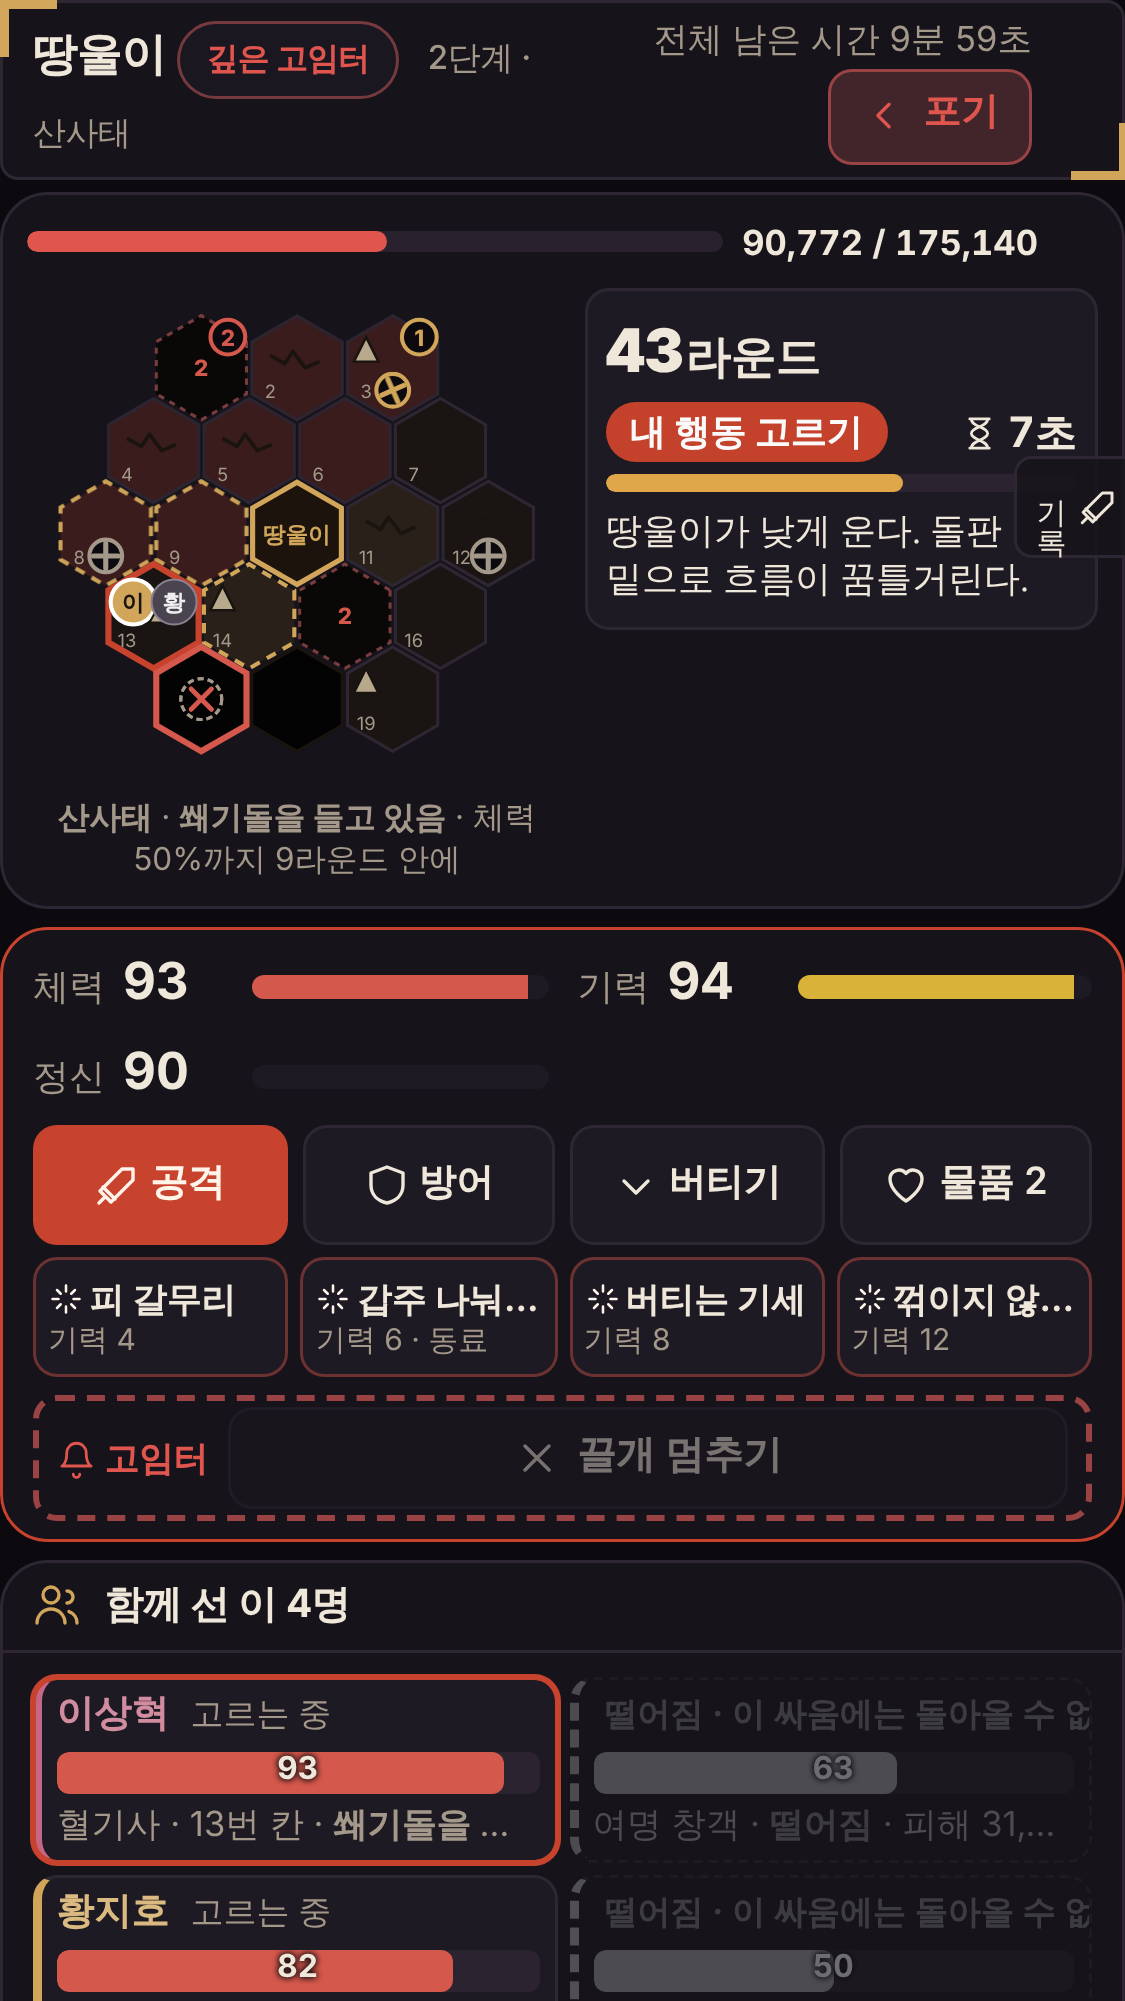 땅울이 깊은 고임터 2단계 ·
산사태
전체 남은 시간 9분 59초
포기
90,772 / 175,140
2 2 1
2 3
4 5 6 7
8 9 땅울이 11 12
이 황
13 14 2 16
19
산사태 · 쐐기돌을 들고 있음 · 체력
50%까지 9라운드 안에
43라운드
내 행동 고르기 7초
땅울이가 낮게 운다. 돌판
밑으로 흐름이 꿈틀거린다.
기록
체력 93 기력 94
정신 90
공격 방어 버티기 물품 2
피 갈무리 갑주 나눠... 버티는 기세 꺾이지 않...
기력 4 기력 6 · 동료 기력 8 기력 12
고임터 끌개 멈추기
함께 선 이 4명
이상혁 고르는 중
93
혈기사 · 13번 칸 · 쐐기돌을 ...
떨어짐 · 이 싸움에는 돌아올 수 없
63
여명 창객 · 떨어짐 · 피해 31,...
황지호 고르는 중
82
떨어짐 · 이 싸움에는 돌아올 수 없
50